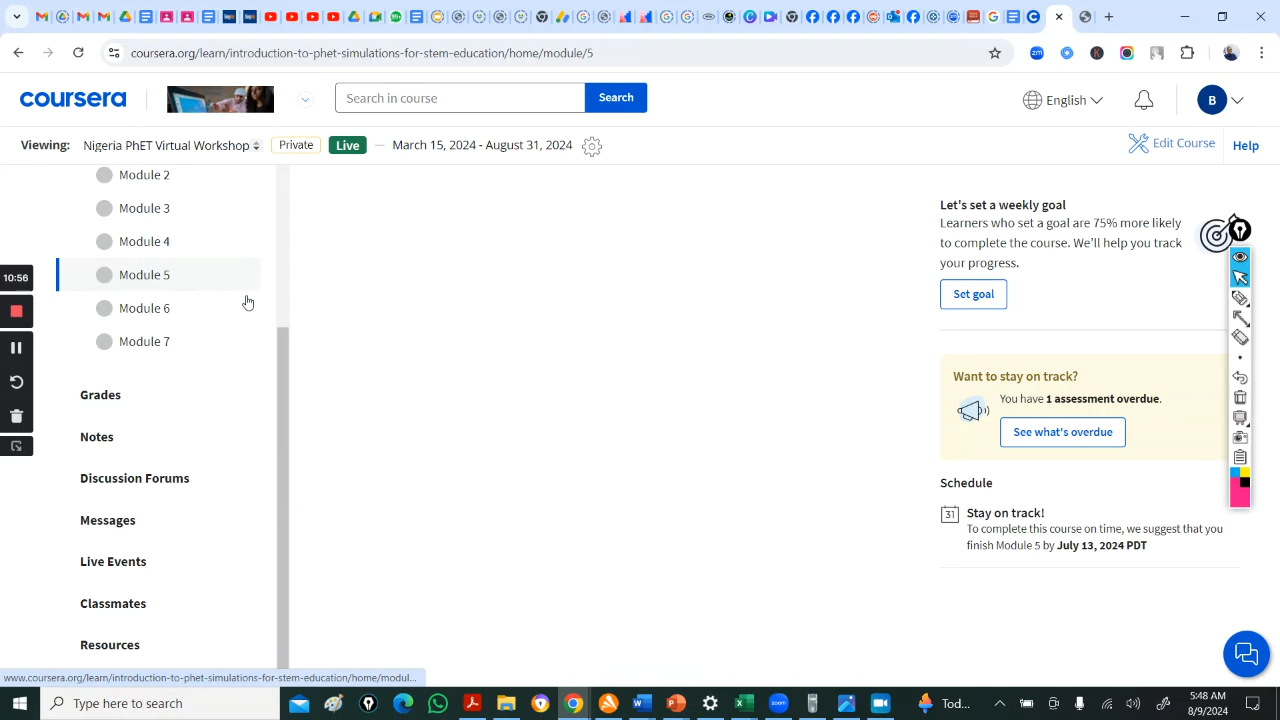 99+
coursera.org/learn/introduction-to-phet-simulations-for-stem-education/home/module/5
zm
K
coursera
Search in course
Search
English
B
Viewing:
Nigeria PhET Virtual Workshop
Private
Live
— March 15, 2024 - August 31, 2024
Edit Course
Help
Module 2
Module 3
Module 4
Module 5
Module 6
Module 7
Grades
Notes
Discussion Forums
Messages
Live Events
Classmates
Resources
10:56
Let's set a weekly goal
Learners who set a goal are 75% more likely
to complete the course. We'll help you track
your progress.
Set goal
Want to stay on track?
You have 1 assessment overdue.
See what's overdue
Schedule
31
Stay on track!
To complete this course on time, we suggest that you
finish Module 5 by July 13, 2024 PDT
www.coursera.org/learn/introduction-to-phet-simulations-for-stem-education/home/modul...
Type here to search
zoom
Tod...
5:48 AM
8/9/2024